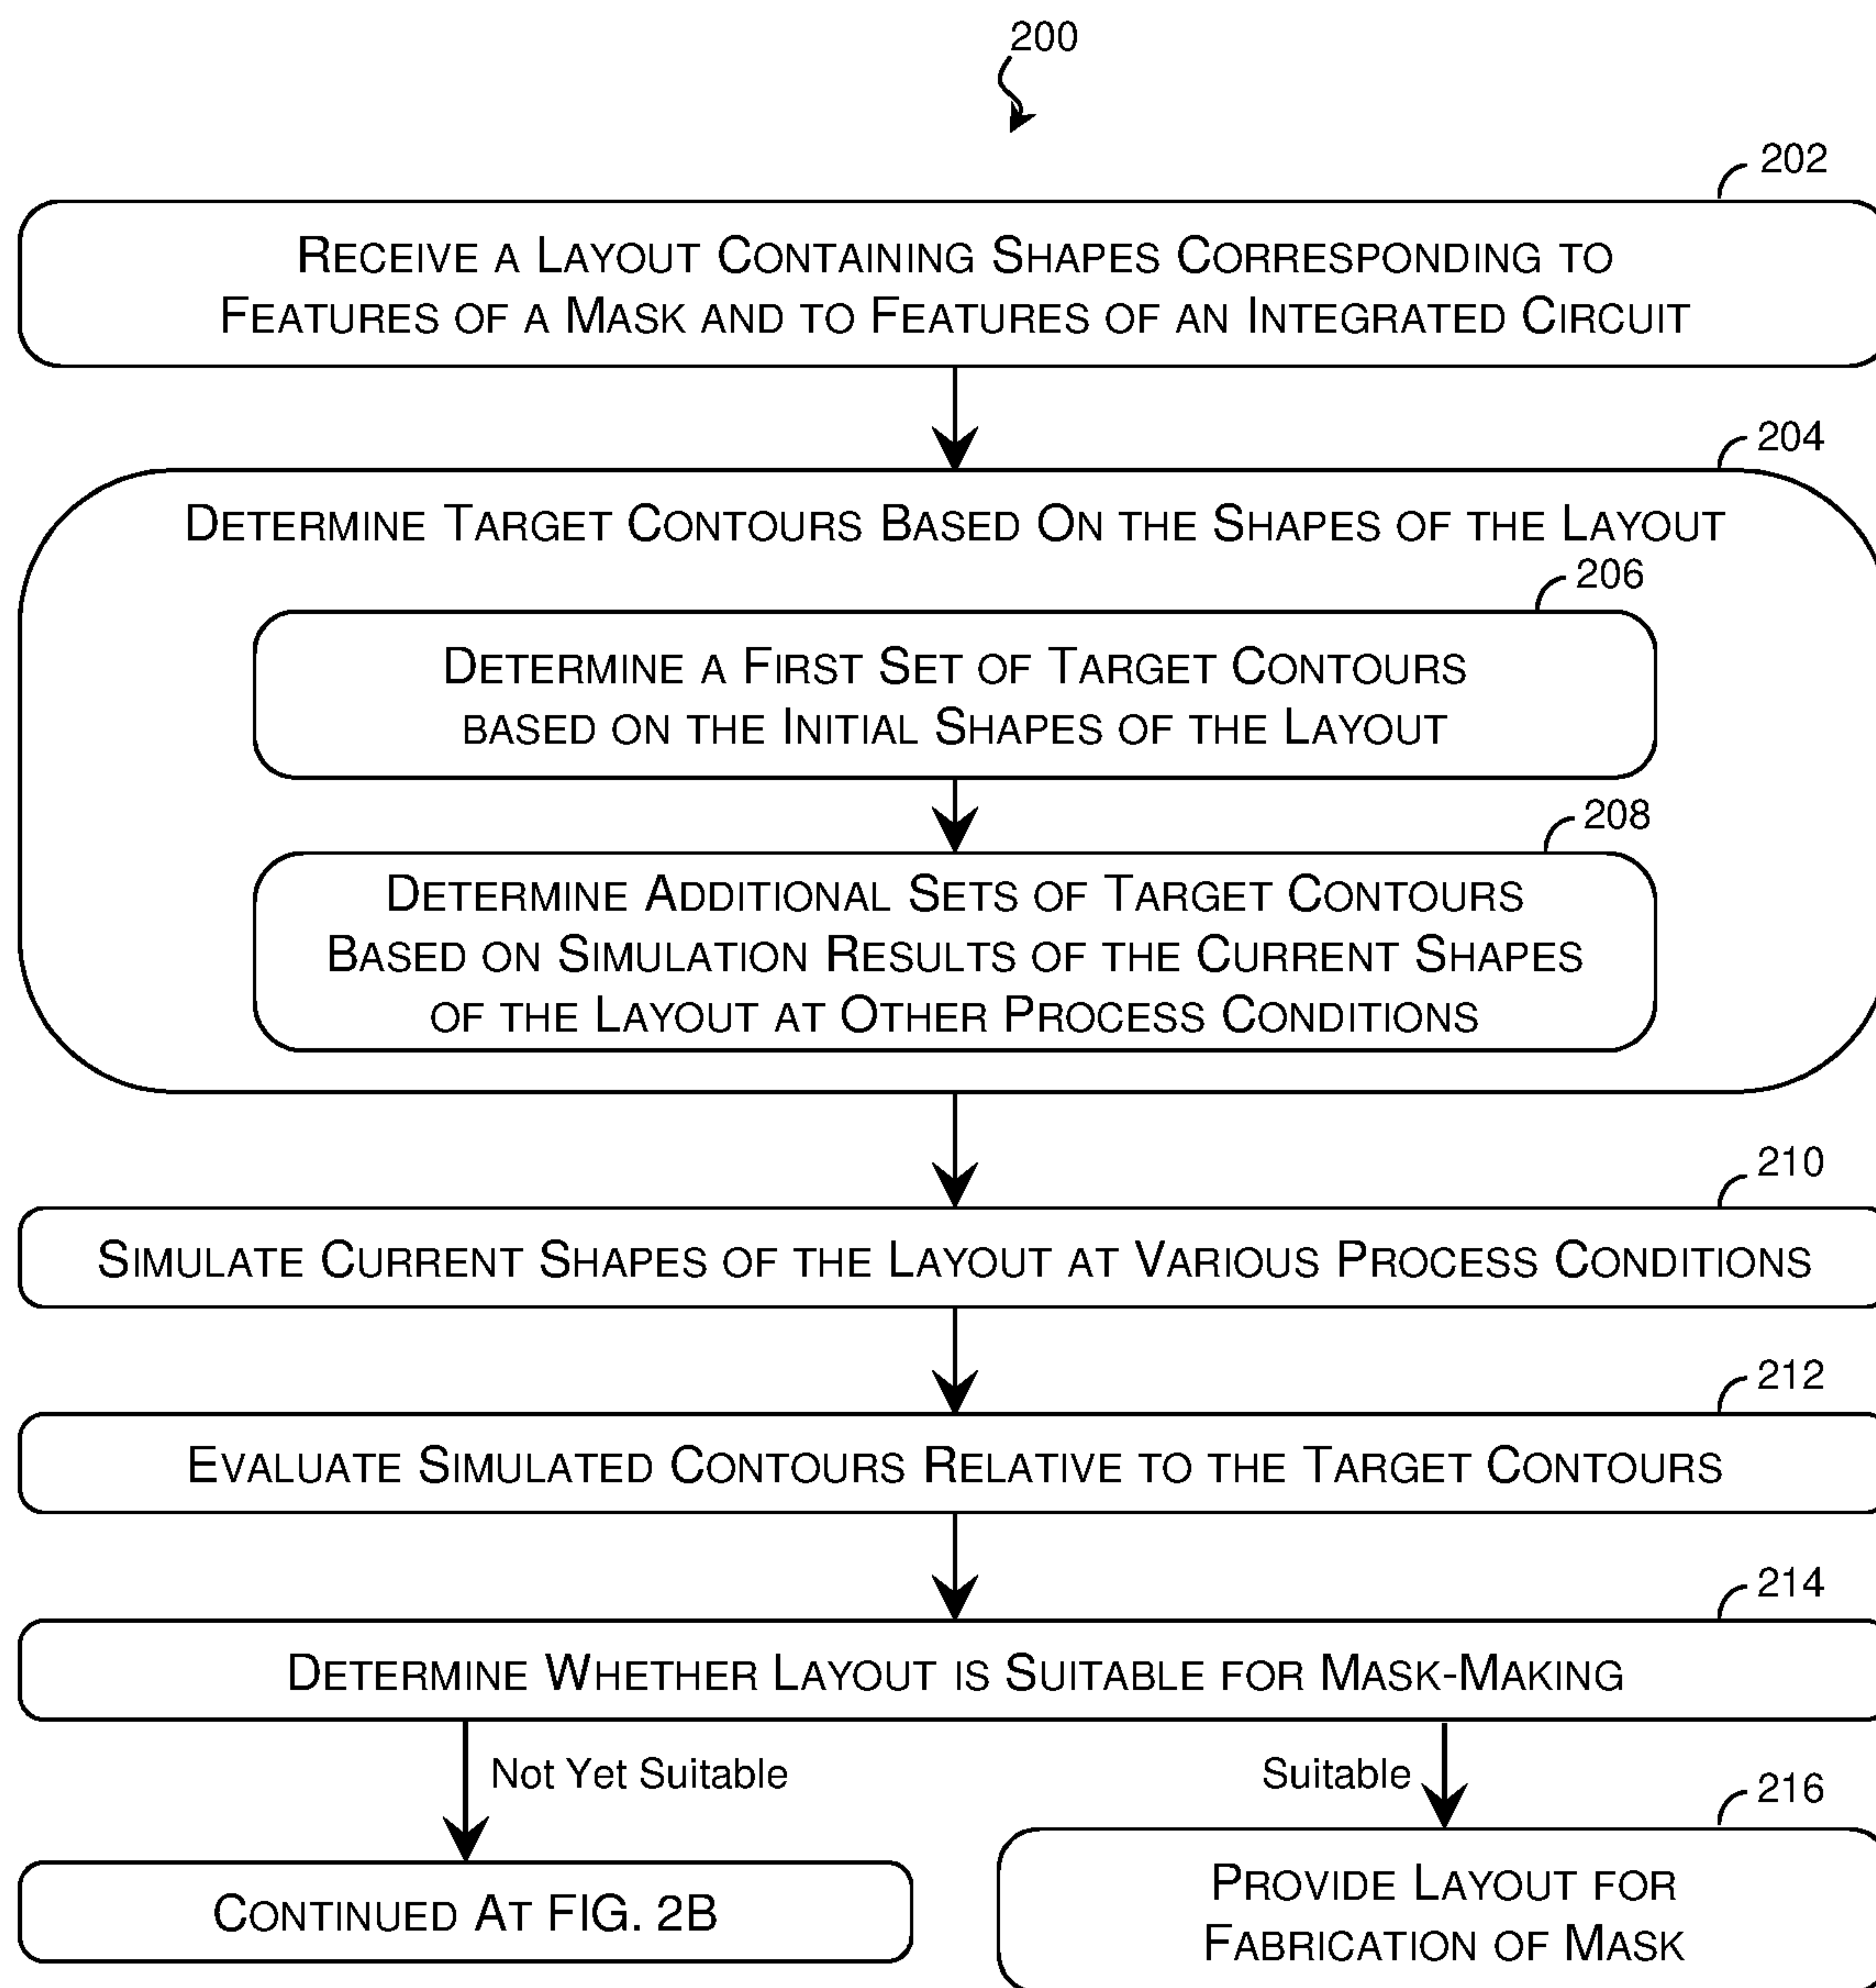 200
202
RECEIVE A LAYOUT CONTAINING SHAPES CORRESPONDING TO
FEATURES OF A MASK AND TO FEATURES OF AN INTEGRATED CIRCUIT
204
DETERMINE TARGET CONTOURS BASED ON THE SHAPES OF THE LAYOUT
206
DETERMINE A FIRST SET OF TARGET CONTOURS
BASED ON THE INITIAL SHAPES OF THE LAYOUT
208
DETERMINE ADDITIONAL SETS OF TARGET CONTOURS
BASED ON SIMULATION RESULTS OF THE CURRENT SHAPES
OF THE LAYOUT AT OTHER PROCESS CONDITIONS
210
SIMULATE CURRENT SHAPES OF THE LAYOUT AT VARIOUS PROCESS CONDITIONS
212
EVALUATE SIMULATED CONTOURS RELATIVE TO THE TARGET CONTOURS
214
DETERMINE WHETHER LAYOUT IS SUITABLE FOR MASK-MAKING
Not Yet Suitable
Suitable
216
CONTINUED AT FIG. 2B
PROVIDE LAYOUT FOR
FABRICATION OF MASK